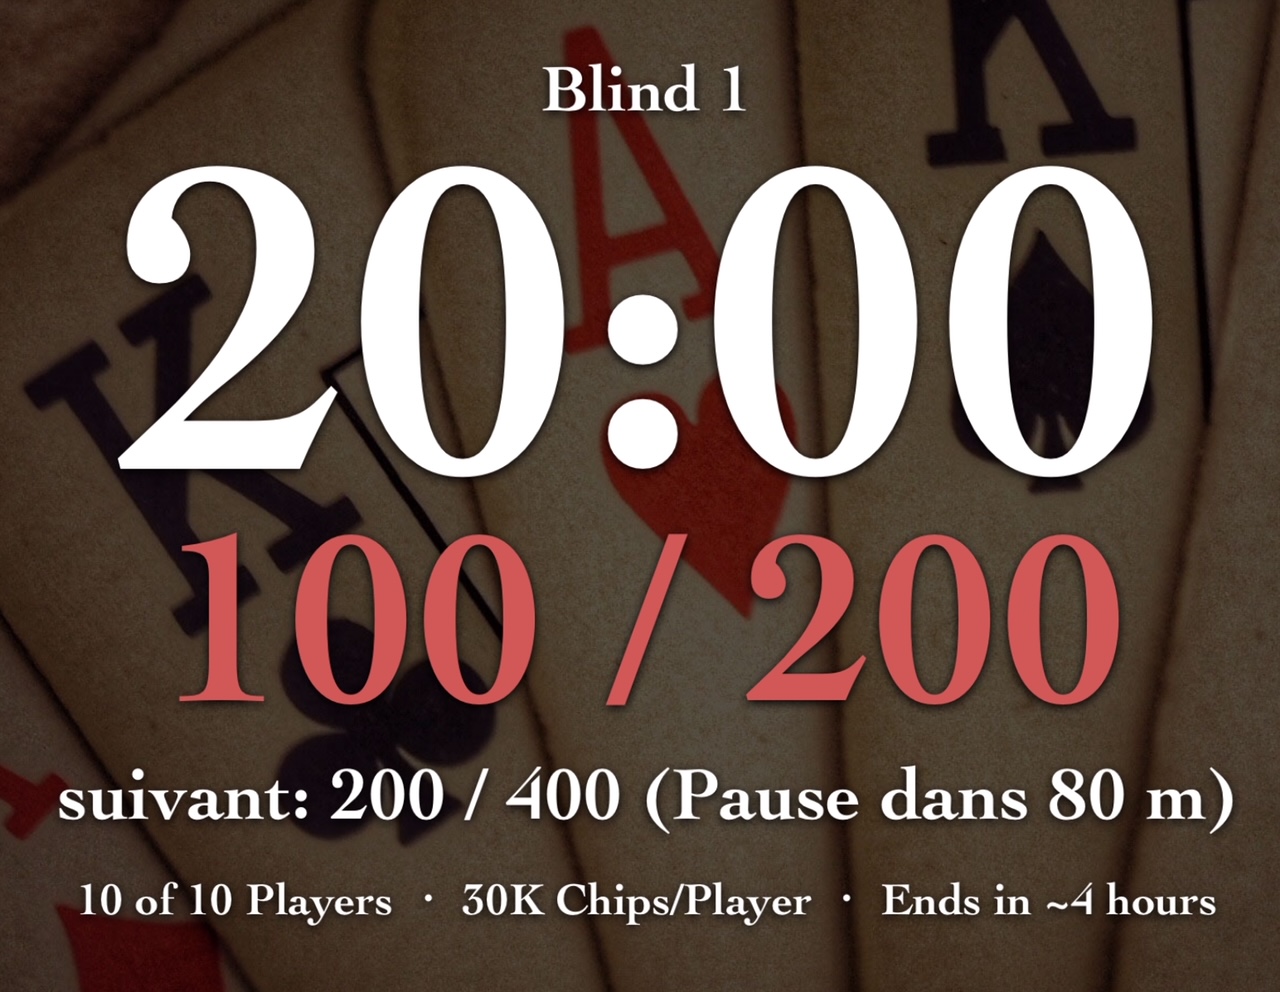 Blind 1
20:00
100 / 200
suivant: 200 / 400 (Pause dans 80 m)
10 of 10 Players · 30K Chips/Player · Ends in ~4 hours
K
A
K
A